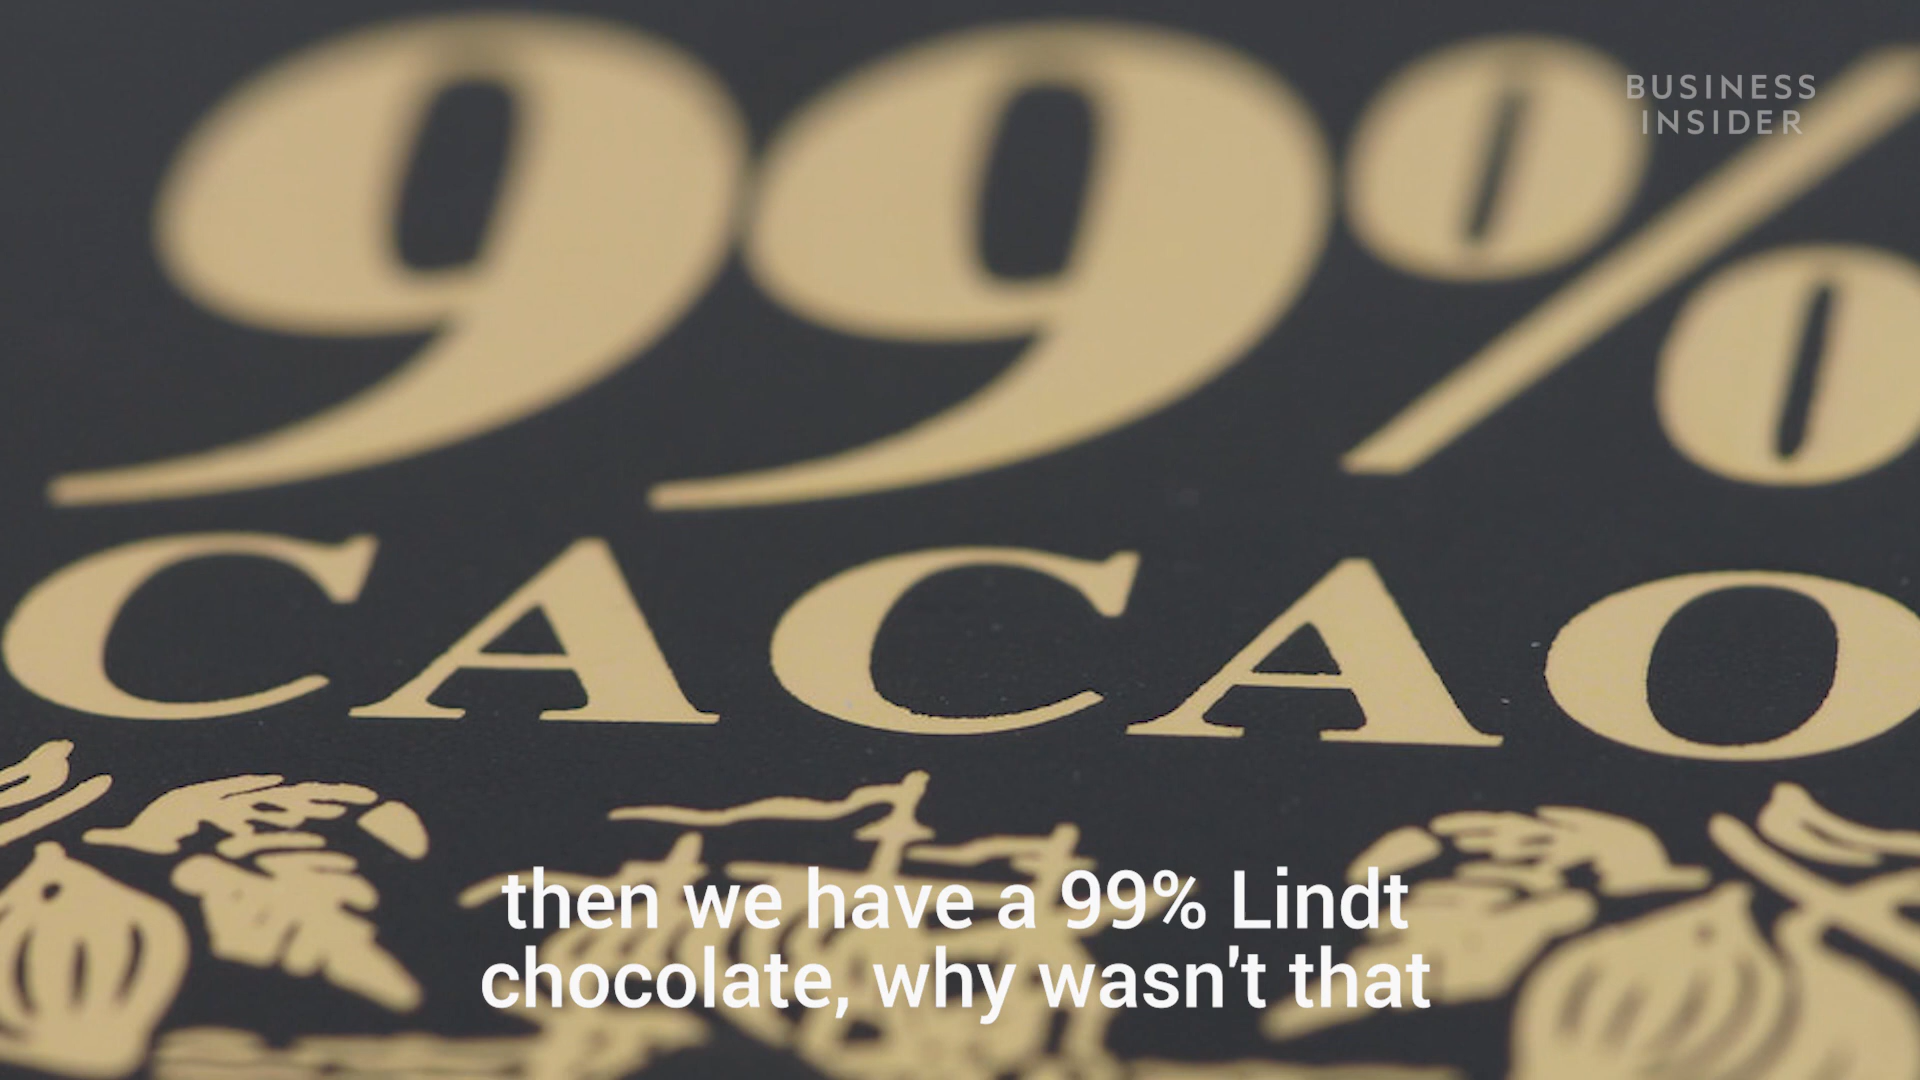 99%
BUSINESS
INSIDER
CACAO
then we have a 99% Lindt
chocolate, why wasn't that